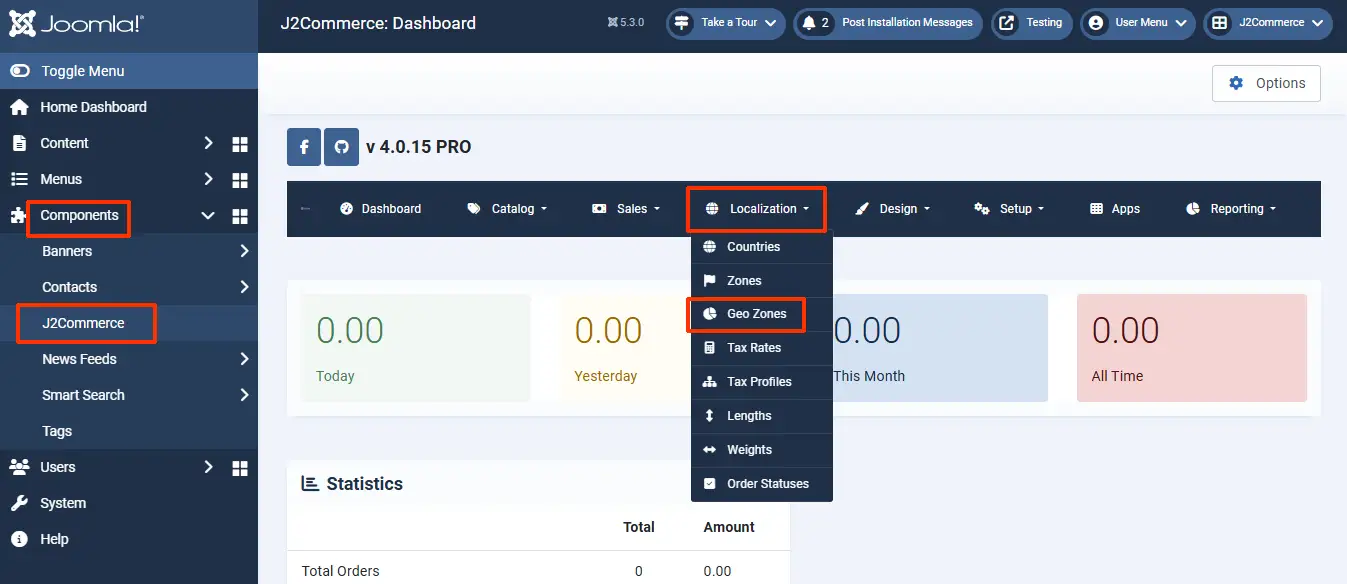 Joomla!®
J2Commerce: Dashboard
5.3.0
Take a Tour
2 Post Installation Messages
Testing
User Menu
J2Commerce
Toggle Menu
Options
Home Dashboard
Content
Menus
Components
Banners
Contacts
J2Commerce
News Feeds
Smart Search
Tags
Users
System
Help
v 4.0.15 PRO
Dashboard
Catalog
Sales
Localization
Design
Setup
Apps
Reporting
Countries
Zones
Geo Zones
Tax Rates
Tax Profiles
Lengths
Weights
Order Statuses
0.00
Today
0.00
Yesterday
0.00
This Month
0.00
All Time
Statistics
Total Amount
Total Orders 0 0.00